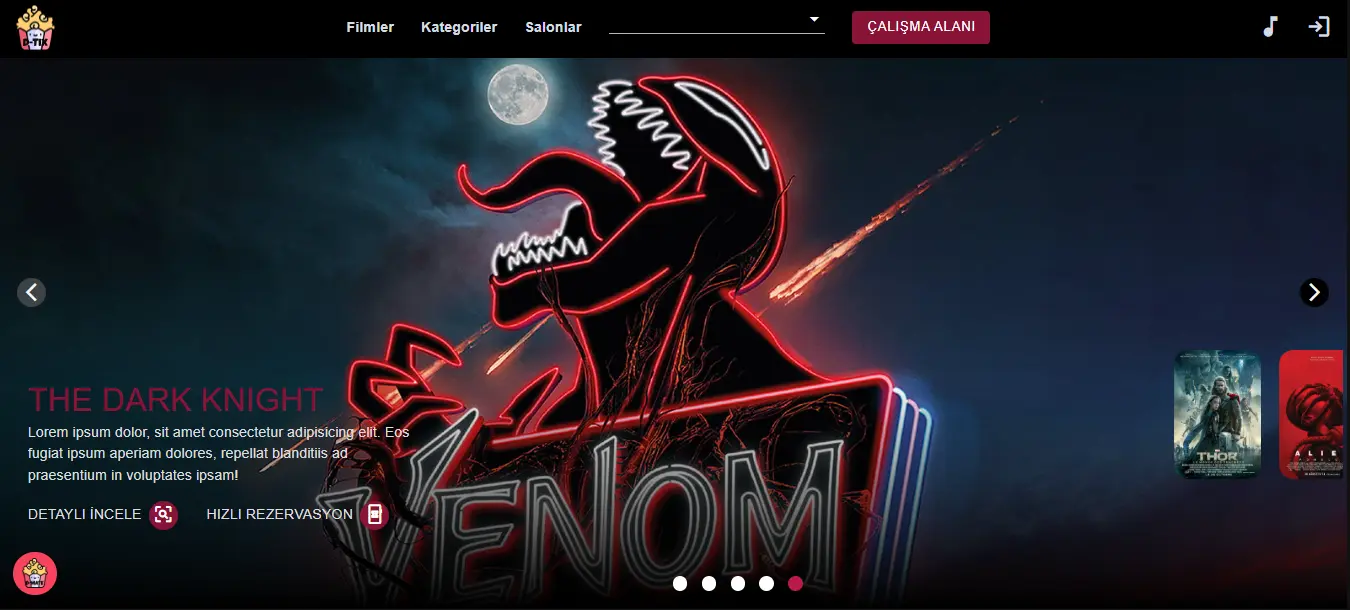 D-TIX
Filmler
Kategoriler
Salonlar
ÇALIŞMA ALANI
THE DARK KNIGHT
Lorem ipsum dolor, sit amet consectetur adipisicing elit. Eos
fugiat ipsum aperiam dolores, repellat blanditiis ad
praesentium in voluptates ipsam!
DETAYLI İNCELE
HIZLI REZERVASYON
VENOM
THOR
ALIE